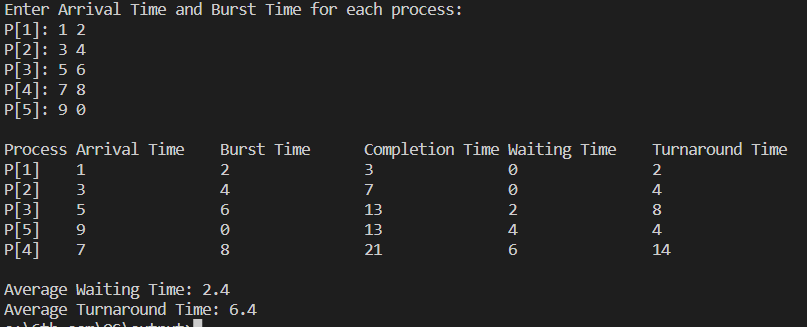 Enter Arrival Time and Burst Time for each process:
P[1]: 1 2
P[2]: 3 4
P[3]: 5 6
P[4]: 7 8
P[5]: 9 0
Process Arrival Time Burst Time Completion Time Waiting Time Turnaround Time
P[1] 1 2 3 0 2
P[2] 3 4 7 0 4
P[3] 5 6 13 2 8
P[5] 9 0 13 4 4
P[4] 7 8 21 6 14
Average Waiting Time: 2.4
Average Turnaround Time: 6.4